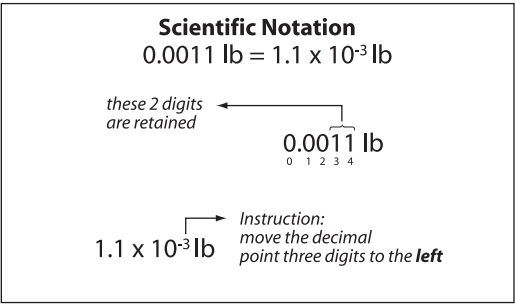 Scientific Notation
0.0011 lb = 1.1 x 10⁻³ lb
these 2 digits
are retained
0.0011 lb
0 1 2 3 4
Instruction:
move the decimal
point three digits to the left
1.1 x 10⁻³ lb